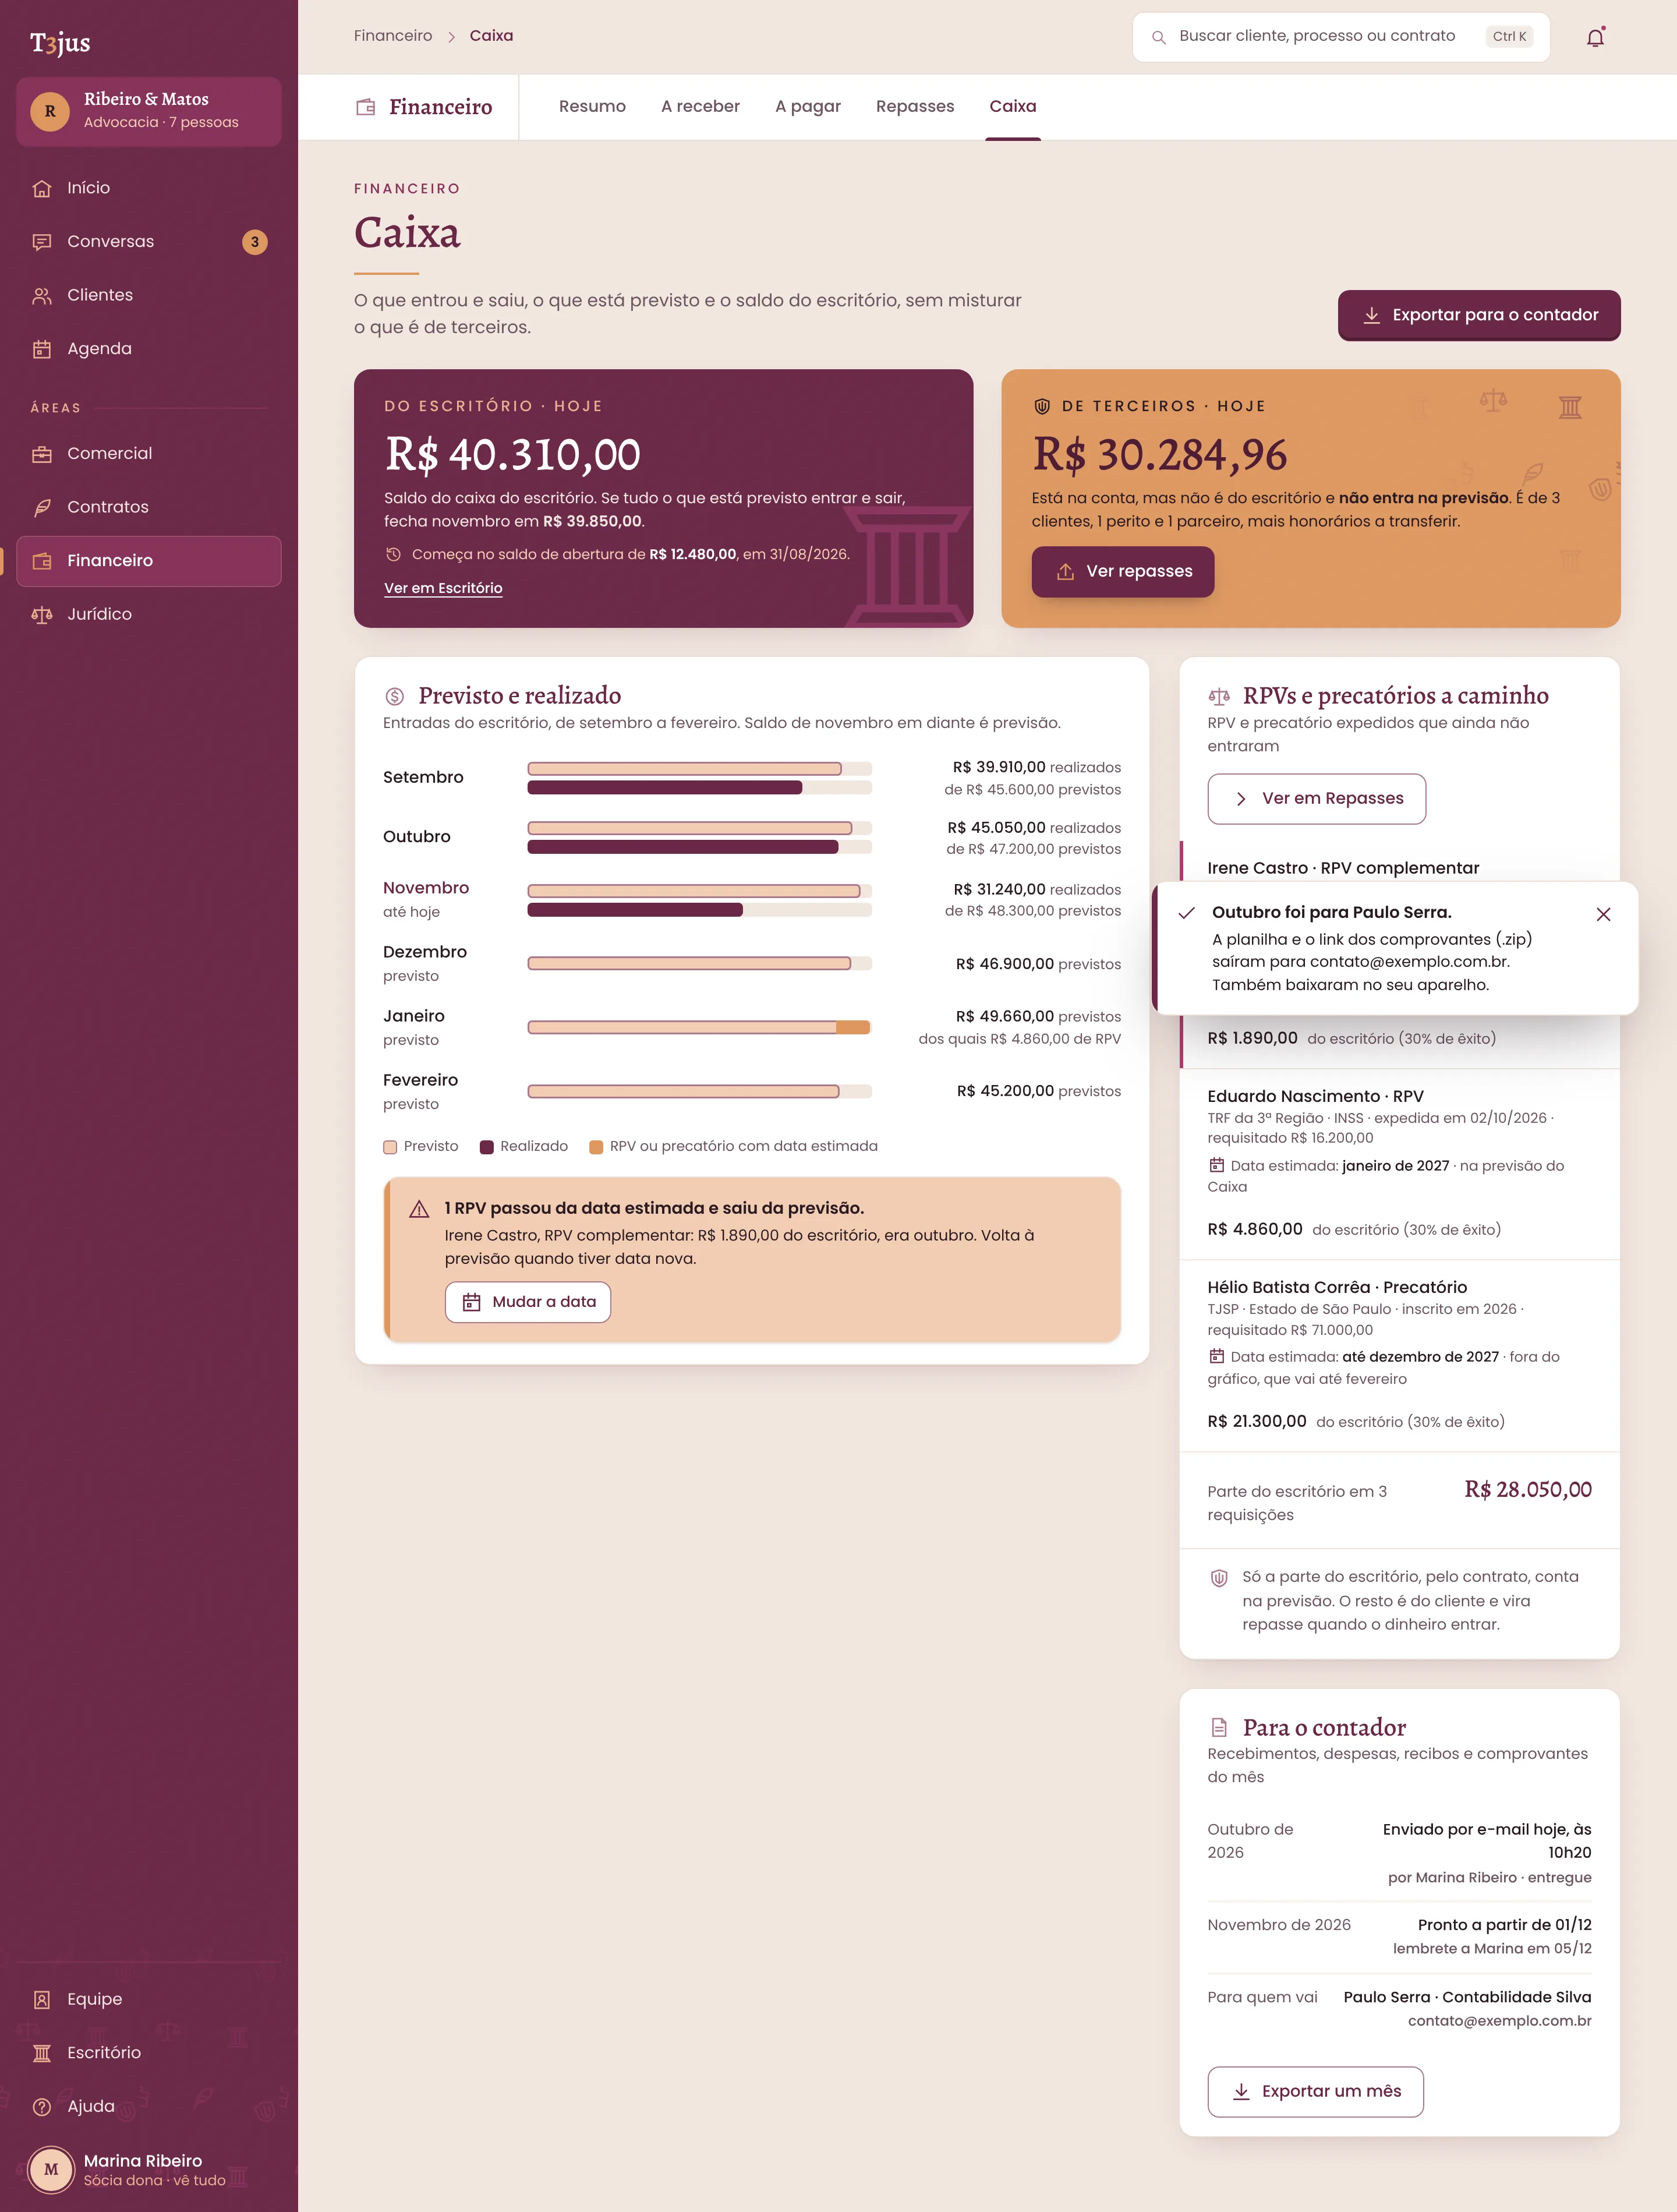 T3jus
R
Ribeiro & Matos
Advocacia · 7 pessoas
Início
Conversas
3
Clientes
Agenda
ÁREAS
Comercial
Contratos
Financeiro
Jurídico
Equipe
Escritório
Ajuda
M
Marina Ribeiro
Sócia dona · vê tudo
Financeiro
Caixa
Buscar cliente, processo ou contrato
Ctrl K
Financeiro
Resumo
A receber
A pagar
Repasses
Caixa
FINANCEIRO
Caixa
O que entrou e saiu, o que está previsto e o saldo do escritório, sem misturar
o que é de terceiros.
Exportar para o contador
DO ESCRITÓRIO · HOJE
R$ 40.310,00
Saldo do caixa do escritório. Se tudo o que está previsto entrar e sair,
fecha novembro em R$ 39.850,00.
Começa no saldo de abertura de R$ 12.480,00, em 31/08/2026.
Ver em Escritório
DE TERCEIROS · HOJE
R$ 30.284,96
Está na conta, mas não é do escritório e não entra na previsão. É de 3
clientes, 1 perito e 1 parceiro, mais honorários a transferir.
Ver repasses
Previsto e realizado
Entradas do escritório, de setembro a fevereiro. Saldo de novembro em diante é previsão.
Setembro
R$ 39.910,00 realizados
de R$ 45.600,00 previstos
Outubro
R$ 45.050,00 realizados
de R$ 47.200,00 previstos
Novembro
até hoje
R$ 31.240,00 realizados
de R$ 48.300,00 previstos
Dezembro
previsto
R$ 46.900,00 previstos
Janeiro
previsto
R$ 49.660,00 previstos
dos quais R$ 4.860,00 de RPV
Fevereiro
previsto
R$ 45.200,00 previstos
Previsto
Realizado
RPV ou precatório com data estimada
1 RPV passou da data estimada e saiu da previsão.
Irene Castro, RPV complementar: R$ 1.890,00 do escritório, era outubro. Volta à
previsão quando tiver data nova.
Mudar a data
RPVs e precatórios a caminho
RPV e precatório expedidos que ainda não
entraram
Ver em Repasses
Irene Castro · RPV complementar
Outubro foi para Paulo Serra.
A planilha e o link dos comprovantes (.zip)
saíram para contato@exemplo.com.br.
Também baixaram no seu aparelho.
R$ 1.890,00 do escritório (30% de êxito)
Eduardo Nascimento · RPV
TRF da 3ª Região · INSS · expedida em 02/10/2026 ·
requisitado R$ 16.200,00
Data estimada: janeiro de 2027 · na previsão do
Caixa
R$ 4.860,00 do escritório (30% de êxito)
Hélio Batista Corrêa · Precatório
TJSP · Estado de São Paulo · inscrito em 2026 ·
requisitado R$ 71.000,00
Data estimada: até dezembro de 2027 · fora do
gráfico, que vai até fevereiro
R$ 21.300,00 do escritório (30% de êxito)
Parte do escritório em 3
requisições
R$ 28.050,00
Só a parte do escritório, pelo contrato, conta
na previsão. O resto é do cliente e vira
repasse quando o dinheiro entrar.
Para o contador
Recebimentos, despesas, recibos e comprovantes
do mês
Outubro de
2026
Enviado por e-mail hoje, às
10h20
por Marina Ribeiro · entregue
Novembro de 2026
Pronto a partir de 01/12
lembrete a Marina em 05/12
Para quem vai
Paulo Serra · Contabilidade Silva
contato@exemplo.com.br
Exportar um mês